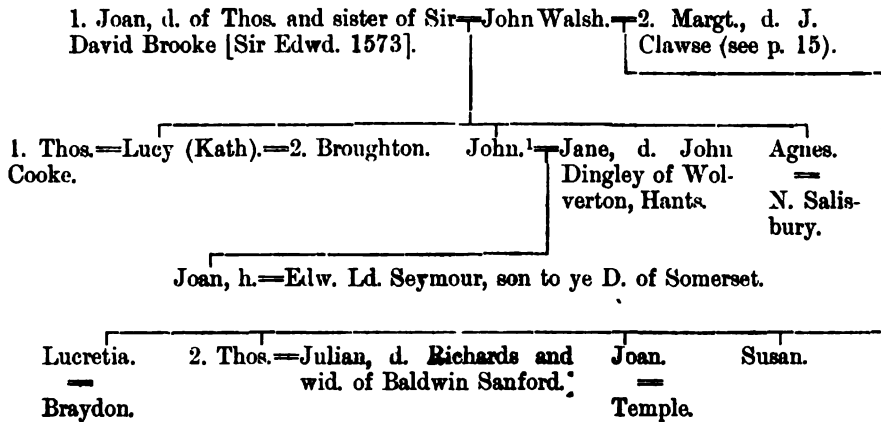 1. Joan, d. of Thos. and sister of Sir=John Walsh.=2. Margt., d. J.
David Brooke [Sir Edwd. 1573]. Clawse (see p. 15).
1. Thos.=Lucy (Kath).=2. Broughton. John.¹=Jane, d. John Agnes.
Cooke. Dingley of Wol- =
verton, Hants. N. Salis-
bury.
Joan, h.=Edw. Ld. Seymour, son to ye D. of Somerset.
Lucretia. 2. Thos.=Julian, d. Richards and Joan. Susan.
= wid. of Baldwin Sanford. =
Braydon. Temple.